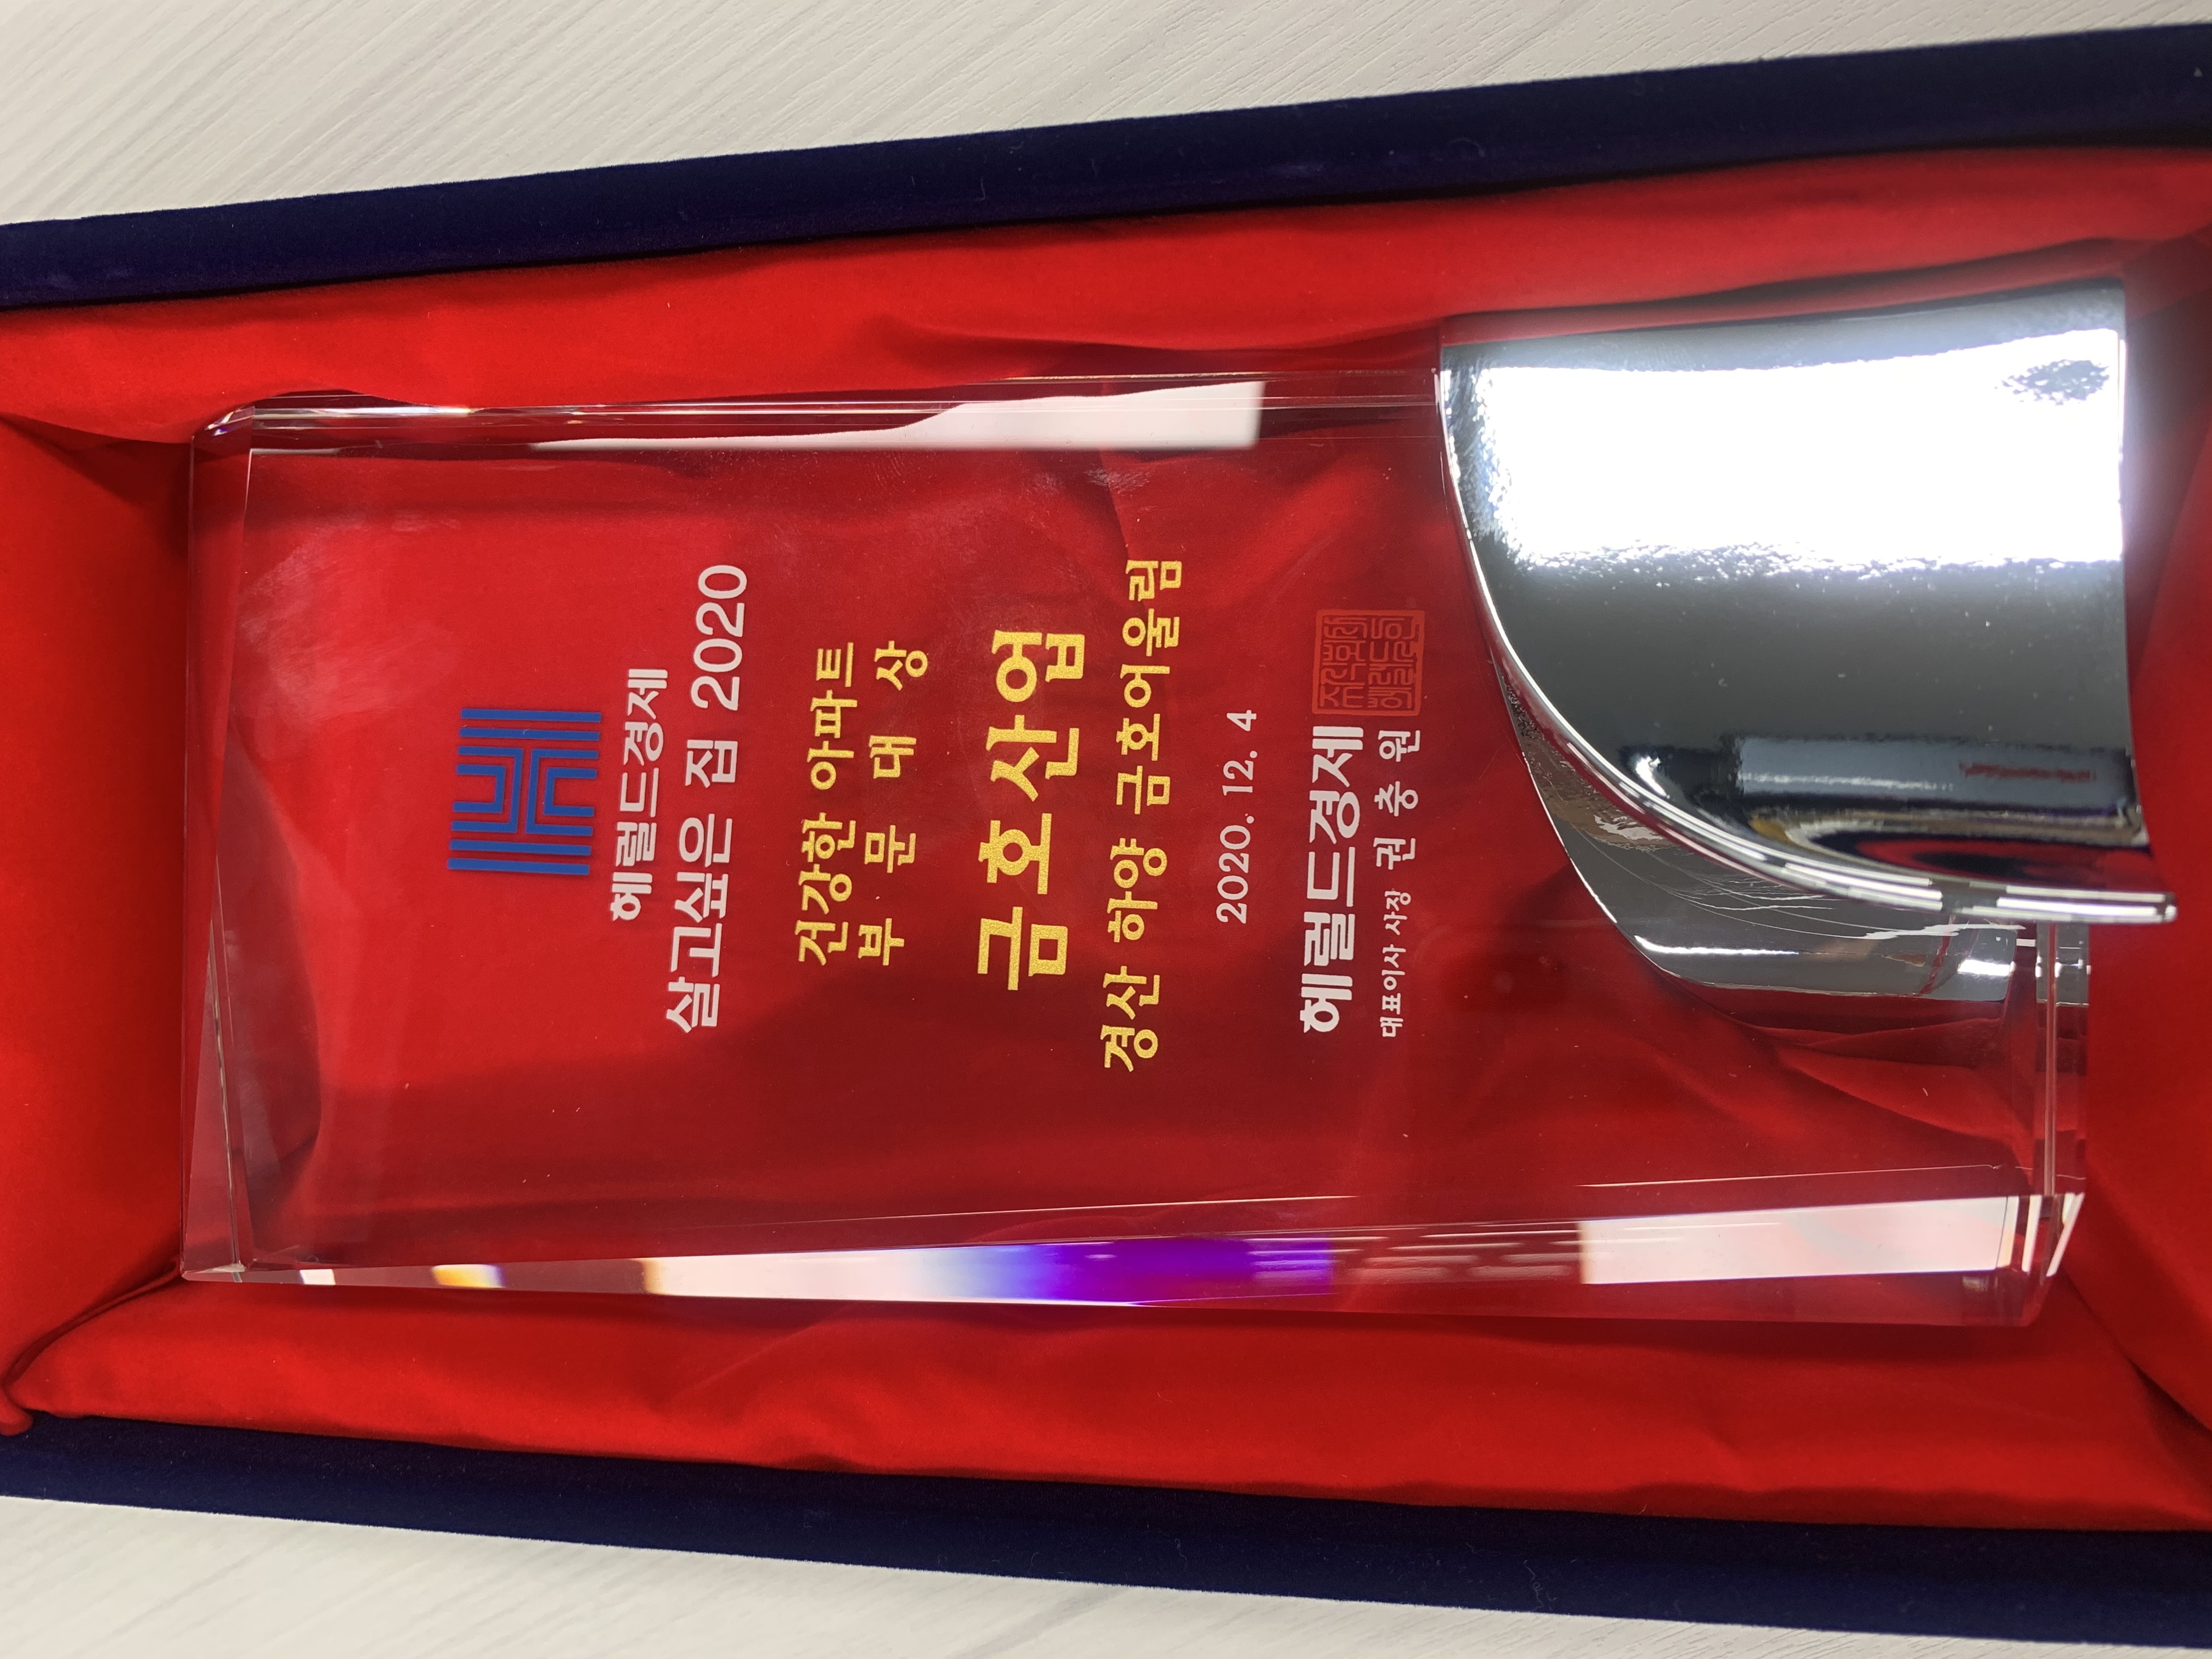 헤럴드경제
살고싶은 집 2020
건강한 아파트
부 문 대 상
금호산업
경산 하양 금호어울림
2020. 12. 4
헤럴드경제
대표이사 사장 권 충 원